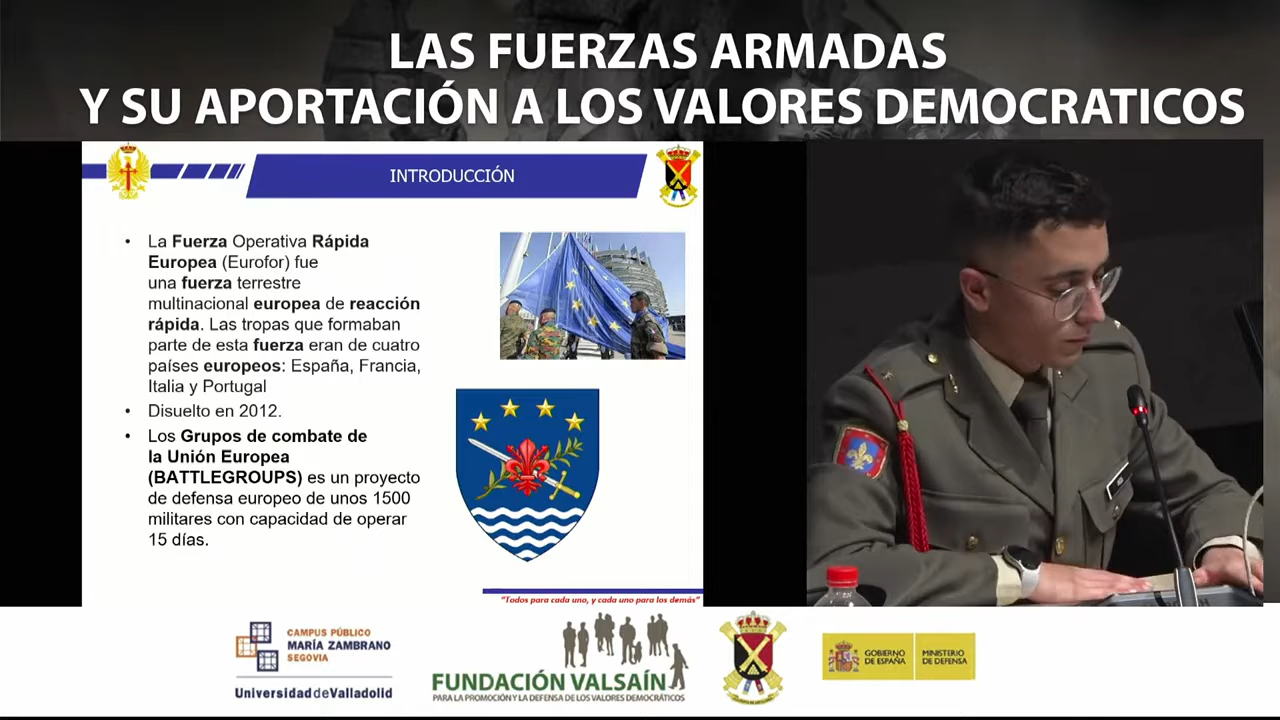 LAS FUERZAS ARMADAS
Y SU APORTACIÓN A LOS VALORES DEMOCRATICOS
INTRODUCCIÓN
• La Fuerza Operativa Rápida
Europea (Eurofor) fue
una fuerza terrestre
multinacional europea de reacción
rápida. Las tropas que formaban
parte de esta fuerza eran de cuatro
países europeos: España, Francia,
Italia y Portugal
• Disuelto en 2012.
• Los Grupos de combate de
la Unión Europea
(BATTLEGROUPS) es un proyecto
de defensa europeo de unos 1500
militares con capacidad de operar
15 días.
"Todos para cada uno, y cada uno para los demás"
CAMPUS PÚBLICO
MARÍA ZAMBRANO
SEGOVIA
Universidad de Valladolid
FUNDACIÓN VALSAÍN
PARA LA PROMOCIÓN Y LA DEFENSA DE LOS VALORES DEMOCRÁTICOS
GOBIERNO
DE ESPAÑA
MINISTERIO
DE DEFENSA